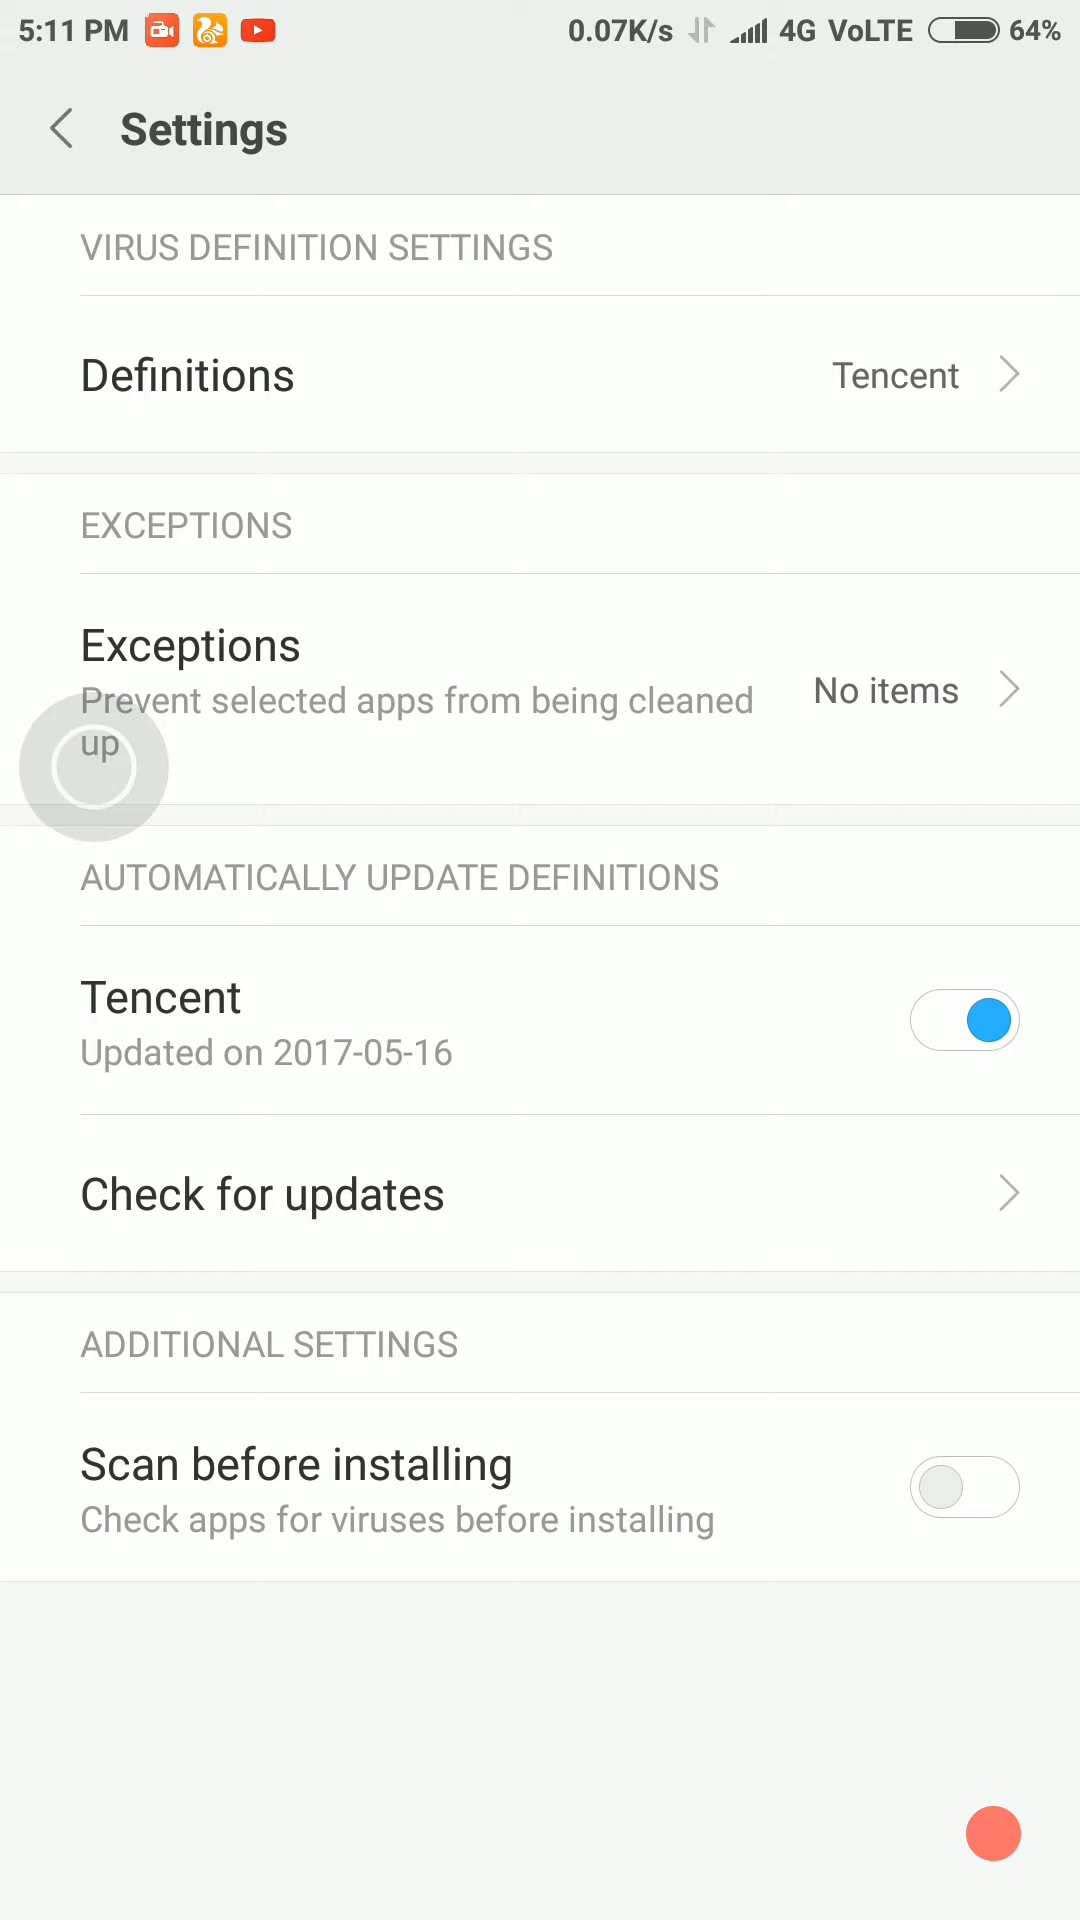 5:11 PM 0.07K/s 4G VoLTE 64%
Settings
VIRUS DEFINITION SETTINGS
Definitions Tencent
EXCEPTIONS
Exceptions
Prevent selected apps from being cleaned
up
No items
AUTOMATICALLY UPDATE DEFINITIONS
Tencent
Updated on 2017-05-16
Check for updates
ADDITIONAL SETTINGS
Scan before installing
Check apps for viruses before installing